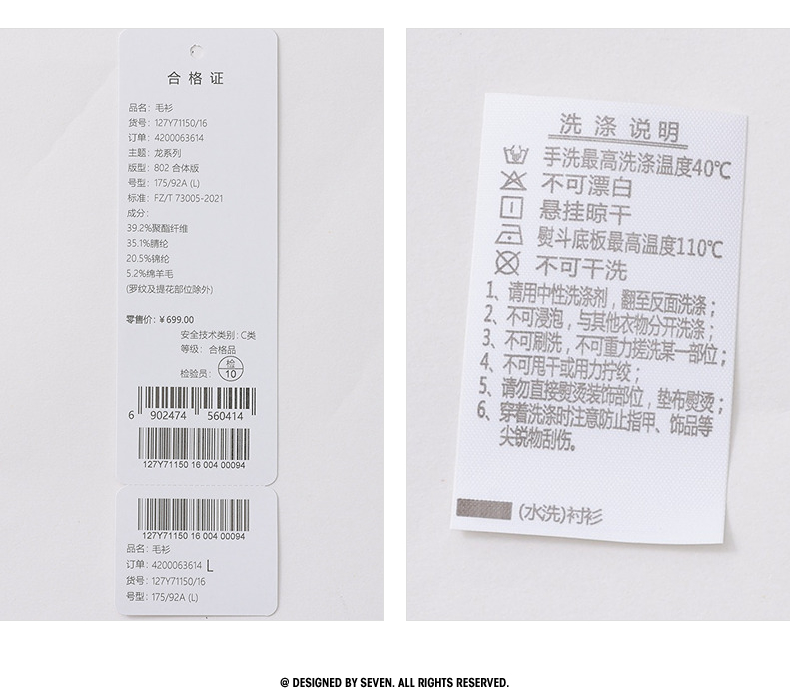 合格证
品名：毛衫
货号：127Y71150/16
订单：4200063614
主题：龙系列
版型：802 合体版
号型：175/92A (L)
标准：FZ/T 73005-2021
成分：
39.2%聚酯纤维
35.1%腈纶
20.5%锦纶
5.2%绵羊毛
(罗纹及提花部位除外)
零售价：￥699.00
安全技术类别：C类
等级：合格品
检验员：检 10
6 902474 560414
127Y71150 16 004 00094
127Y71150 16 004 00094
品名：毛衫
订单：4200063614 L
货号：127Y71150/16
号型：175/92A (L)
洗涤说明
手洗最高洗涤温度40℃
不可漂白
悬挂晾干
熨斗底板最高温度110℃
不可干洗
1、请用中性洗涤剂，翻至反面洗涤；
2、不可浸泡，与其他衣物分开洗涤；
3、不可刷洗，不可重力搓洗某一部位；
4、不可甩干或用力拧绞；
5、请勿直接熨烫装饰部位，垫布熨烫；
6、穿着洗涤时注意防止指甲、饰品等
尖锐物刮伤。
(水洗)衬衫
@ DESIGNED BY SEVEN. ALL RIGHTS RESERVED.